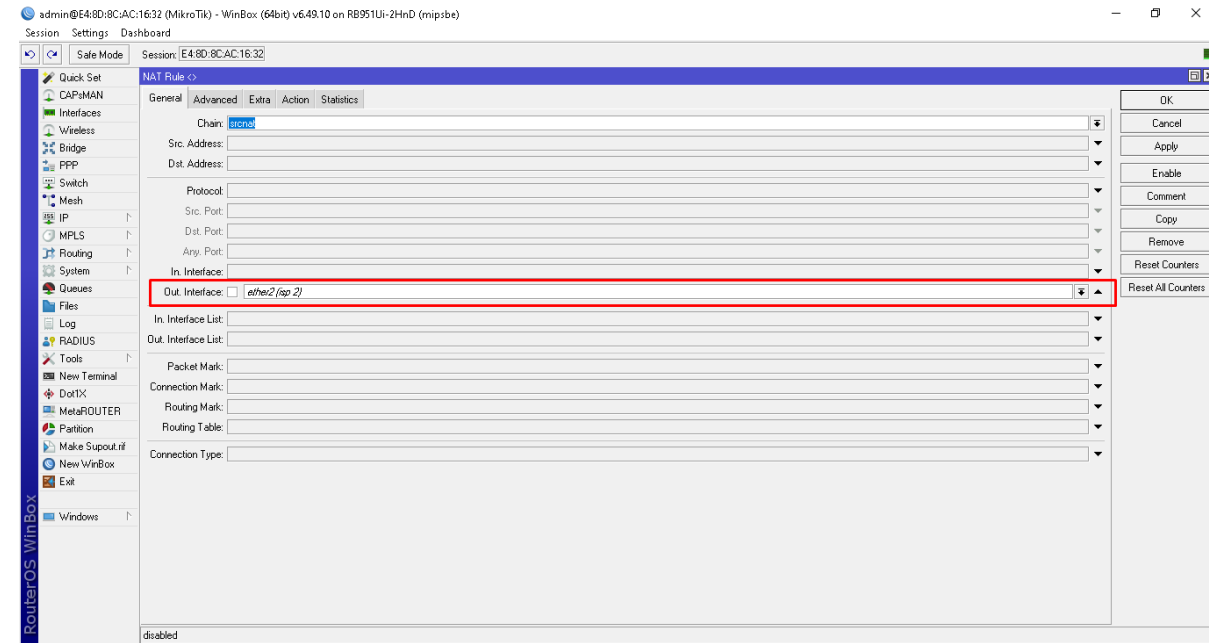 admin@E4:8D:8C:AC:16:32 (MikroTik) - WinBox (64bit) v6.49.10 on RB951Ui-2HnD (mipsbe)
Session Settings Dashboard
Safe Mode Session: E4:8D:8C:AC:16:32
Quick Set
CAPsMAN
Interfaces
Wireless
Bridge
PPP
Switch
Mesh
IP
MPLS
Routing
System
Queues
Files
Log
RADIUS
Tools
New Terminal
Dot1X
MetaROUTER
Partition
Make Supout.rif
New WinBox
Exit
Windows
RouterOS WinBox
NAT Rule <>
General Advanced Extra Action Statistics
Chain: srcnat
Src. Address:
Dst. Address:
Protocol:
Src. Port:
Dst. Port:
Any. Port:
In. Interface:
Out. Interface: ether2 (isp 2)
In. Interface List:
Out. Interface List:
Packet Mark:
Connection Mark:
Routing Mark:
Routing Table:
Connection Type:
OK
Cancel
Apply
Enable
Comment
Copy
Remove
Reset Counters
Reset All Counters
disabled